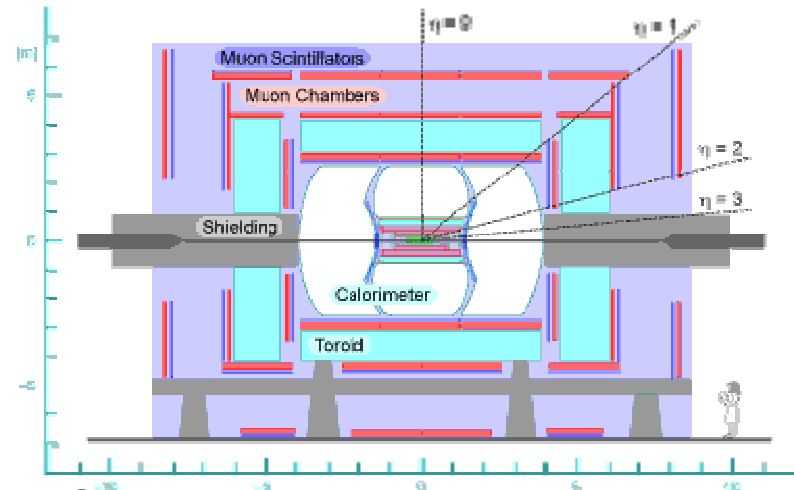 η = 0
η = 1
[m]
Muon Scintillators
Muon Chambers
η = 2
η = 3
Shielding
Calorimeter
Toroid